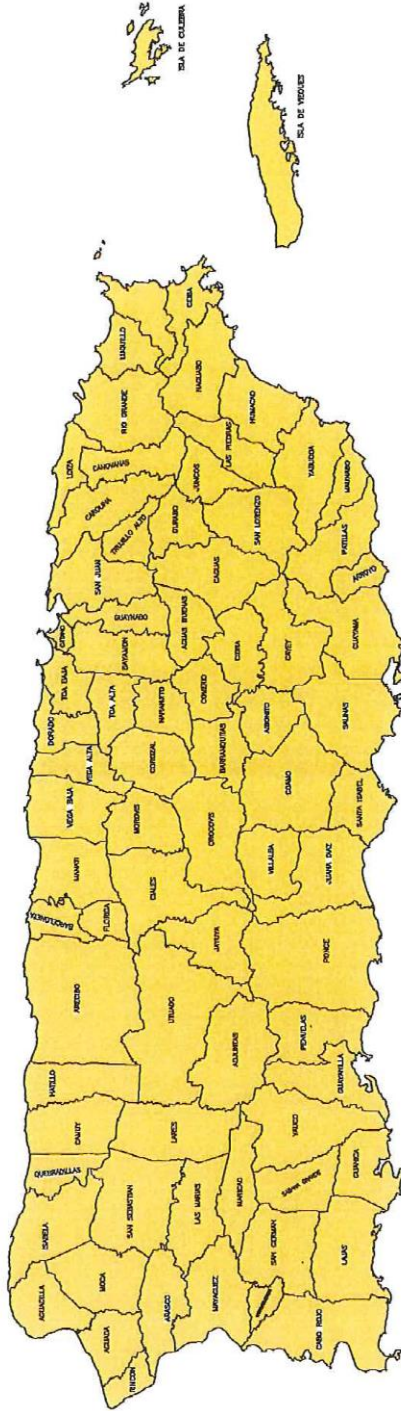 AGUADILLA
ISABELA
QUEBRADILLAS
CAMUY
HATILLO
ARECIBO
BARCELONETA
MANATI
VEGA BAJA
VEGA ALTA
DORADO
TOA BAJA
CATANO
SAN JUAN
CAROLINA
LOIZA
CANOVANAS
RIO GRANDE
LUQUILLO
ISLA DE CULEBRA
RINCON
AGUADA
MOCA
SAN SEBASTIAN
LARES
UTUADO
FLORIDA
CIALES
MOROVIS
COROZAL
TOA ALTA
NARANJITO
BAYAMON
GUAYNABO
TRUJILLO ALTO
GURABO
JUNCOS
LAS PIEDRAS
NAGUABO
CEIBA
AÑASCO
LAS MARIAS
MAYAGUEZ
MARICAO
ADJUNTAS
JAYUYA
OROCOVIS
BARRANQUITAS
COMERIO
AGUAS BUENAS
CIDRA
CAGUAS
SAN LORENZO
HUMACAO
ISLA DE VIEQUES
SAN GERMAN
SABANA GRANDE
YAUCO
GUAYANILLA
PEÑUELAS
PONCE
VILLALBA
JUANA DIAZ
COAMO
AIBONITO
CAYEY
PATILLAS
YABUCOA
MAUNABO
CABO ROJO
LAJAS
GUANICA
SANTA ISABEL
SALINAS
GUAYAMA
ARROYO